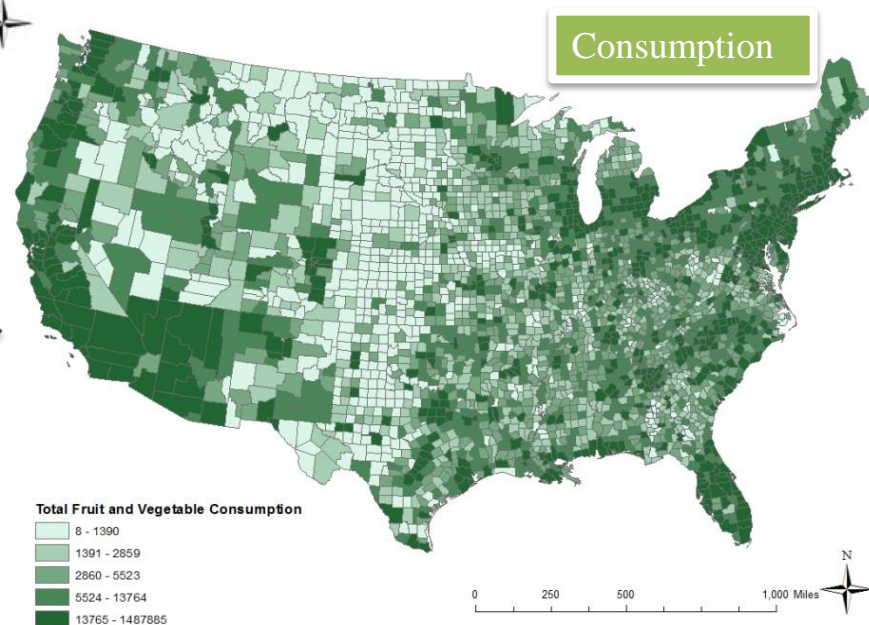 Consumption
Total Fruit and Vegetable Consumption
8 - 1390
1391 - 2859
2860 - 5523
5524 - 13764
13765 - 1487885
N
0 250 500 1,000 Miles